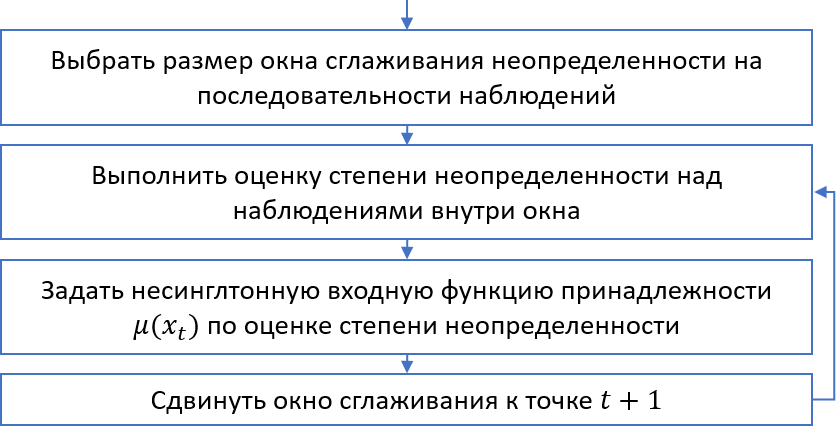 Выбрать размер окна сглаживания неопределенности на
последовательности наблюдений
Выполнить оценку степени неопределенности над
наблюдениями внутри окна
Задать несинглтонную входную функцию принадлежности
𝜇(𝑥ₜ) по оценке степени неопределенности
Сдвинуть окно сглаживания к точке 𝑡 + 1